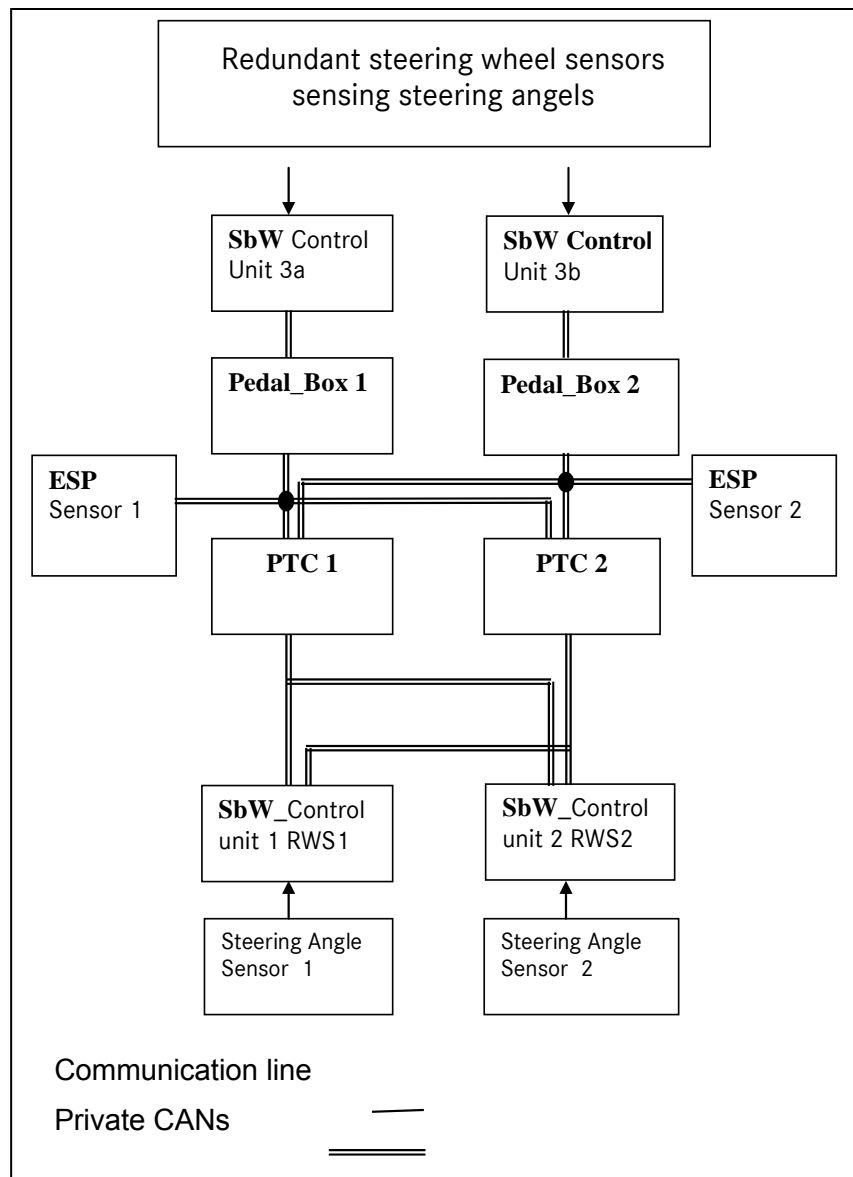 Redundant steering wheel sensors
sensing steering angels
SbW Control
Unit 3a
SbW Control
Unit 3b
Pedal_Box 1
Pedal_Box 2
ESP
Sensor 1
ESP
Sensor 2
PTC 1
PTC 2
SbW_Control
unit 1 RWS1
SbW_Control
unit 2 RWS2
Steering Angle
Sensor 1
Steering Angle
Sensor 2
Communication line
Private CANs